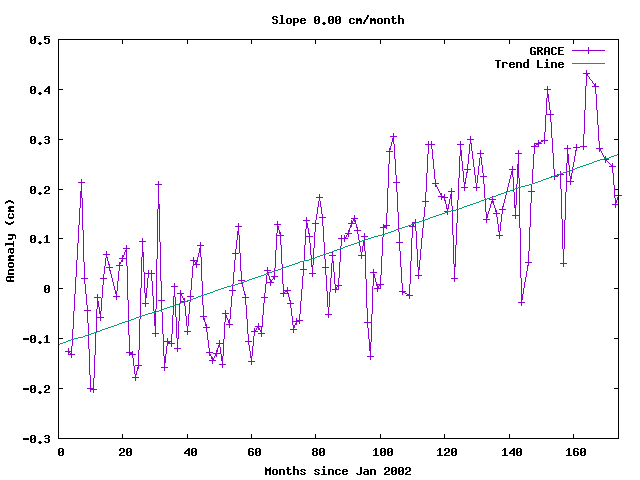 Slope 0.00 cm/month
GRACE
Trend Line
0.5
0.4
0.3
0.2
0.1
0
-0.1
-0.2
-0.3
Anomaly (cm)
0 20 40 60 80 100 120 140 160
Months since Jan 2002